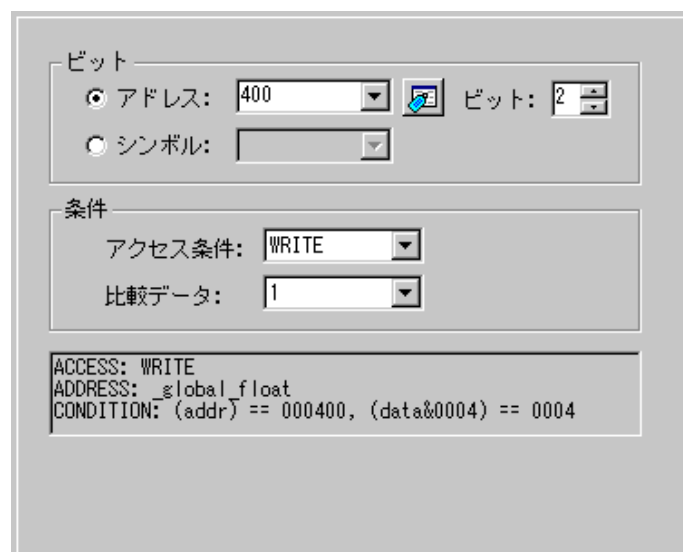 ビット
アドレス: 400 ビット: 2
シンボル:
条件
アクセス条件: WRITE
比較データ: 1
ACCESS: WRITE
ADDRESS: _global_float
CONDITION: (addr) == 000400, (data&0004) == 0004